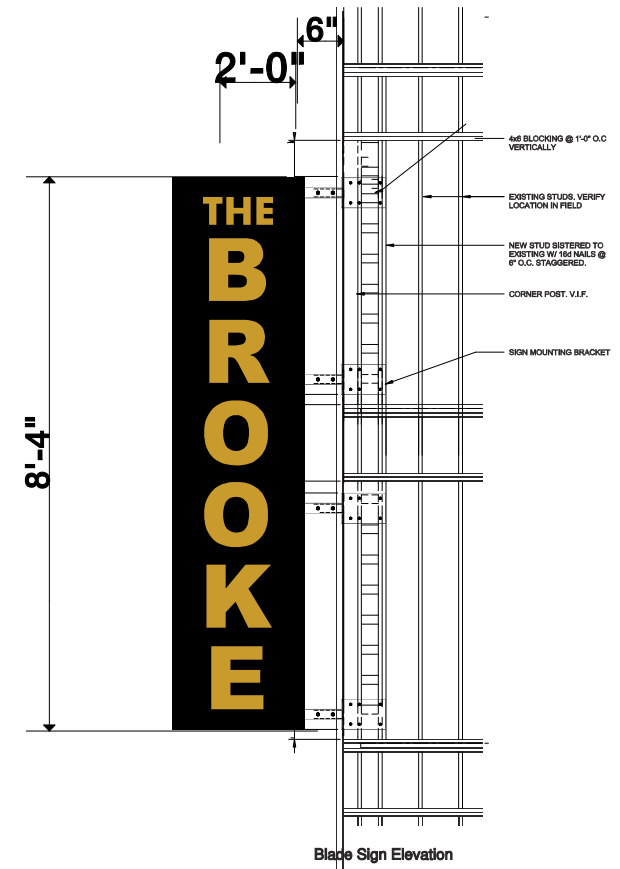 6"
2'-0"
4x6 BLOCKING @ 1'-0" O.C
VERTICALLY
EXISTING STUDS. VERIFY
LOCATION IN FIELD
NEW STUD SISTERED TO
EXISTING W/ 16d NAILS @
6" O.C. STAGGERED.
CORNER POST. V.I.F.
SIGN MOUNTING BRACKET
8'-4"
THE
B
R
O
O
K
E
Blade Sign Elevation